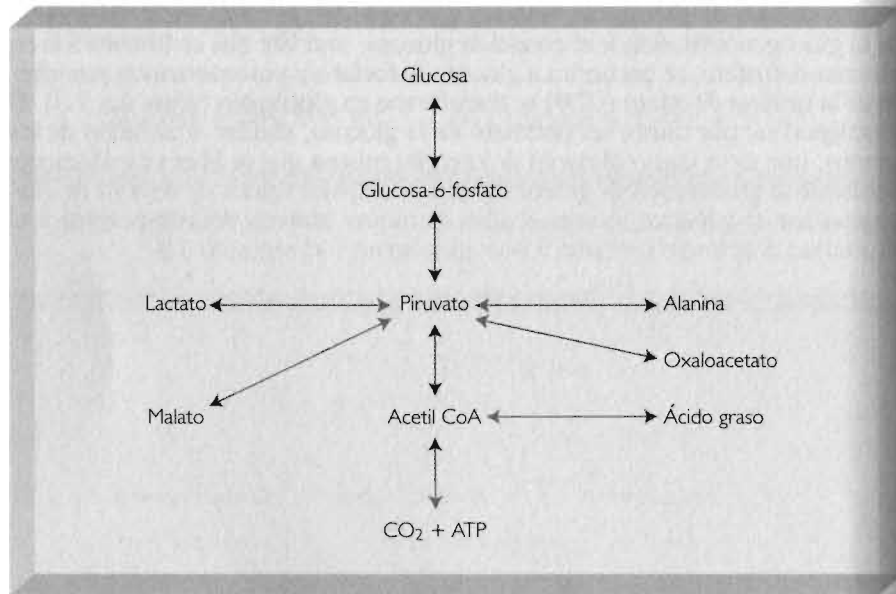 Glucosa
Glucosa-6-fosfato
Lactato Piruvato Alanina
Oxaloacetato
Malato Acetil CoA Ácido graso
CO₂ + ATP